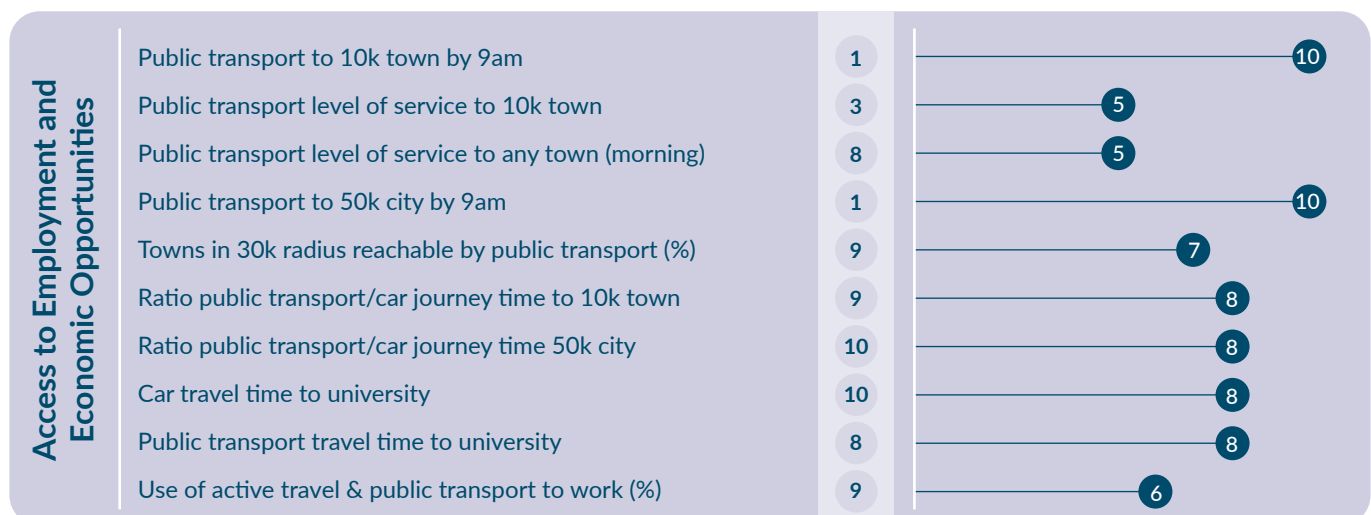 Access to Employment and
Economic Opportunities
Public transport to 10k town by 9am 1 10
Public transport level of service to 10k town 3 5
Public transport level of service to any town (morning) 8 5
Public transport to 50k city by 9am 1 10
Towns in 30k radius reachable by public transport (%) 9 7
Ratio public transport/car journey time to 10k town 9 8
Ratio public transport/car journey time 50k city 10 8
Car travel time to university 10 8
Public transport travel time to university 8 8
Use of active travel & public transport to work (%) 9 6